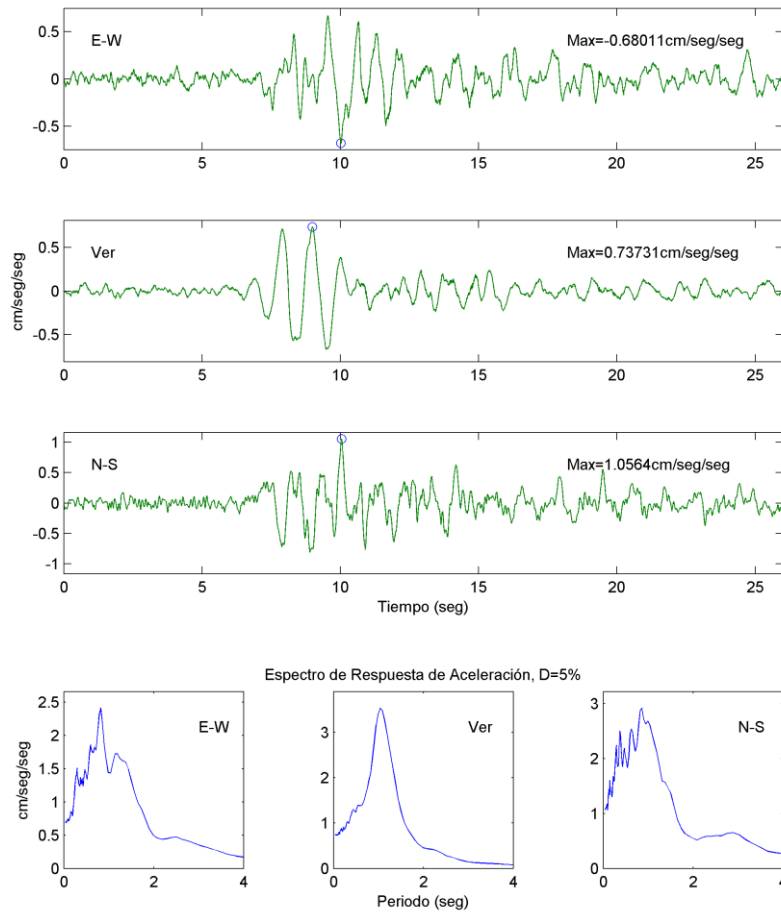 0.5
E-W
Max=-0.68011cm/seg/seg
0
-0.5
0 5 10 15 20 25
0.5
Ver
Max=0.73731cm/seg/seg
0
-0.5
cm/seg/seg
0 5 10 15 20 25
1
N-S
Max=1.0564cm/seg/seg
0.5
0
-0.5
-1
0 5 10 15 20 25
Tiempo (seg)
Espectro de Respuesta de Aceleración, D=5%
2.5
E-W
2
1.5
1
0.5
0
cm/seg/seg
0 2 4
Ver
3
2
1
0
0 2 4
Periodo (seg)
3
N-S
2
1
0
0 2 4